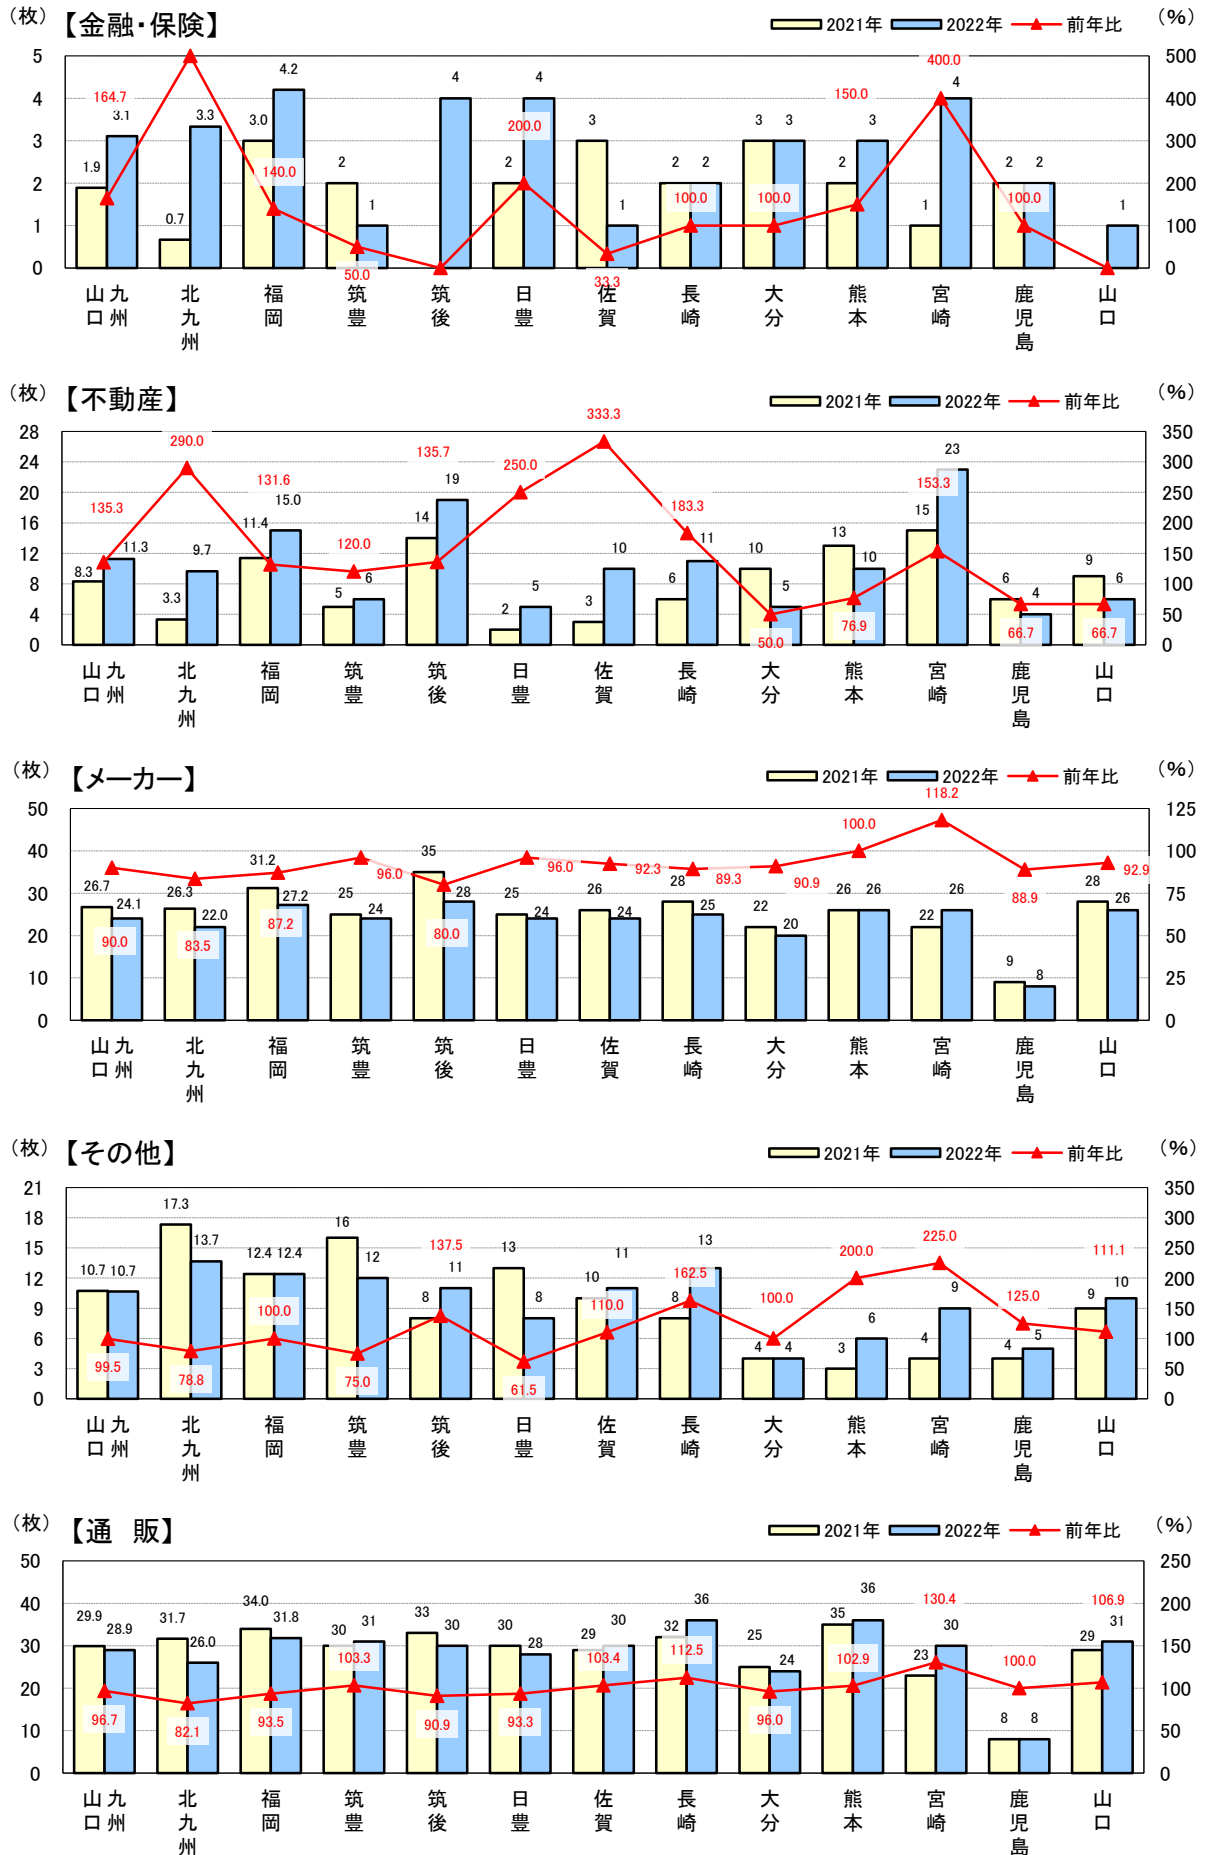 (枚) 【金融・保険】 2021年 2022年 前年比 (%)
5 4 3 2 1 0
500 400 300 200 100 0
1.9 3.1 0.7 3.3 3.0 4.2 2 1 4 2 4 3 1 2 2 3 3 2 3 1 4 2 2 1
164.7 140.0 50.0 200.0 33.3 100.0 100.0 150.0 400.0 100.0
九州山口 北九州 福岡 筑豊 筑後 日豊 佐賀 長崎 大分 熊本 宮崎 鹿児島 山口
(枚) 【不動産】 2021年 2022年 前年比 (%)
28 24 20 16 12 8 4 0
350 300 250 200 150 100 50 0
8.3 11.3 3.3 9.7 11.4 15.0 5 6 14 19 2 5 3 10 6 11 10 5 13 10 15 23 6 4 9 6
135.3 290.0 131.6 120.0 135.7 250.0 333.3 183.3 50.0 76.9 153.3 66.7 66.7
九州山口 北九州 福岡 筑豊 筑後 日豊 佐賀 長崎 大分 熊本 宮崎 鹿児島 山口
(枚) 【メーカー】 2021年 2022年 前年比 (%)
50 40 30 20 10 0
125 100 75 50 25 0
26.7 24.1 26.3 22.0 31.2 27.2 25 24 35 28 25 24 26 24 28 25 22 20 26 26 22 26 9 8 28 26
90.0 83.5 87.2 96.0 80.0 96.0 92.3 89.3 90.9 100.0 118.2 88.9 92.9
九州山口 北九州 福岡 筑豊 筑後 日豊 佐賀 長崎 大分 熊本 宮崎 鹿児島 山口
(枚) 【その他】 2021年 2022年 前年比 (%)
21 18 15 12 9 6 3 0
350 300 250 200 150 100 50 0
10.7 10.7 17.3 13.7 12.4 12.4 16 12 8 11 13 8 10 11 8 13 4 4 3 6 4 9 4 5 9 10
99.5 78.8 100.0 75.0 137.5 61.5 110.0 162.5 100.0 200.0 225.0 125.0 111.1
九州山口 北九州 福岡 筑豊 筑後 日豊 佐賀 長崎 大分 熊本 宮崎 鹿児島 山口
(枚) 【通 販】 2021年 2022年 前年比 (%)
50 40 30 20 10 0
250 200 150 100 50 0
29.9 28.9 31.7 26.0 34.0 31.8 30 31 33 30 30 28 29 30 32 36 25 24 35 36 23 30 8 8 29 31
96.7 82.1 93.5 103.3 90.9 93.3 103.4 112.5 96.0 102.9 130.4 100.0 106.9
九州山口 北九州 福岡 筑豊 筑後 日豊 佐賀 長崎 大分 熊本 宮崎 鹿児島 山口